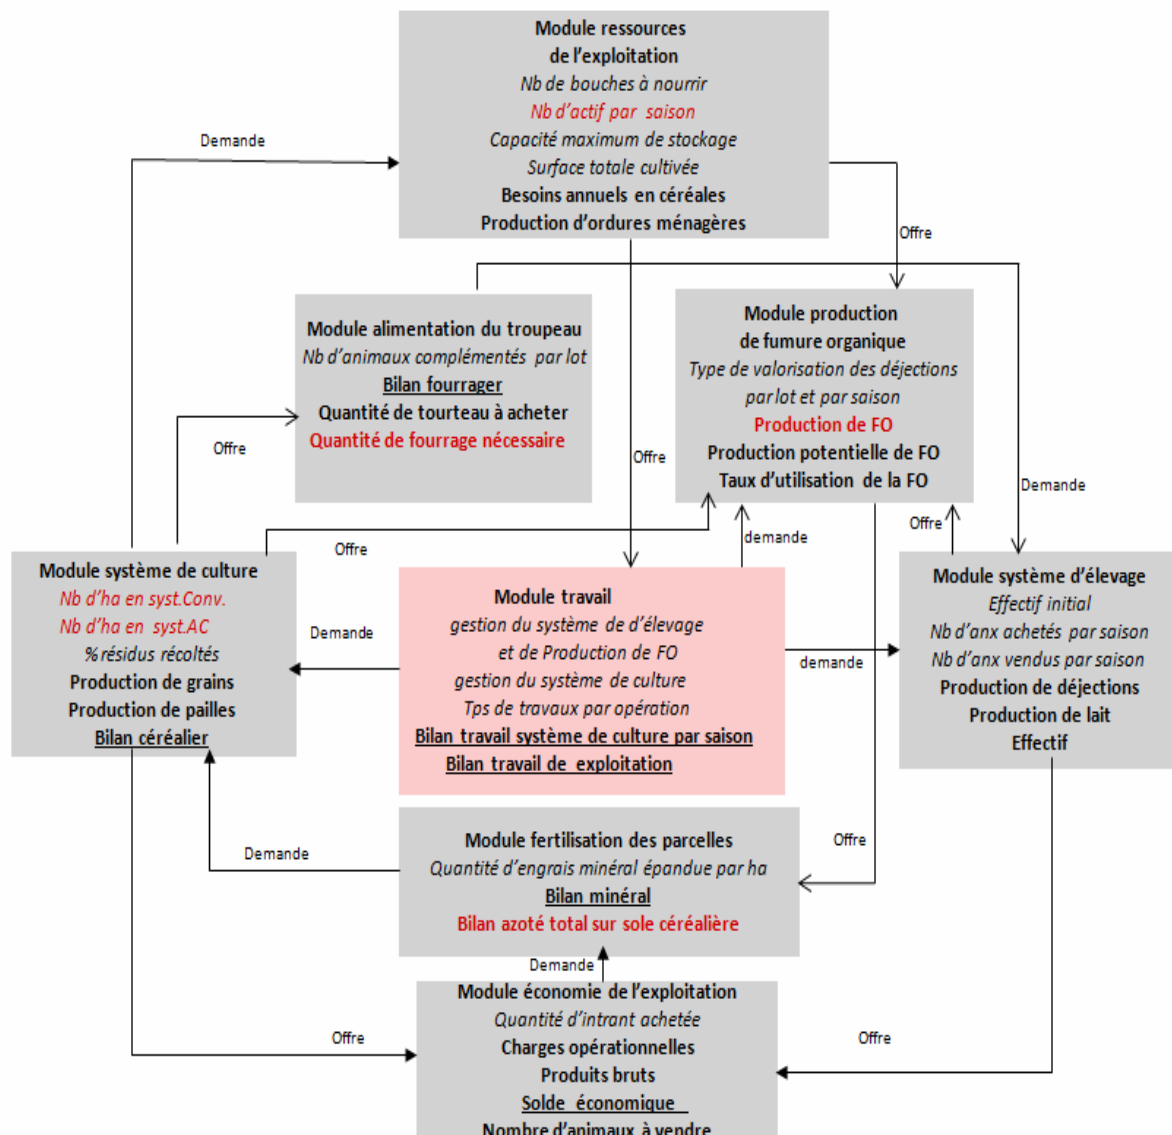 Module ressources
de l'exploitation
Nb de bouches à nourrir
Nb d'actif par saison
Capacité maximum de stockage
Surface totale cultivée
Besoins annuels en céréales
Production d'ordures ménagères
Demande
Offre
Module alimentation du troupeau
Nb d'animaux complémentés par lot
Bilan fourrager
Quantité de tourteau à acheter
Quantité de fourrage nécessaire
Module production
de fumure organique
Type de valorisation des déjections
par lot et par saison
Production de FO
Production potentielle de FO
Taux d'utilisation de la FO
Offre
Offre
Demande
Offre
demande
Offre
Module système de culture
Nb d'ha en syst.Conv.
Nb d'ha en syst.AC
% résidus récoltés
Production de grains
Production de pailles
Bilan céréalier
Demande
Module travail
gestion du système de d'élevage
et de Production de FO
gestion du système de culture
Tps de travaux par opération
Bilan travail système de culture par saison
Bilan travail de exploitation
demande
Module système d'élevage
Effectif initial
Nb d'anx achetés par saison
Nb d'anx vendus par saison
Production de déjections
Production de lait
Effectif
Demande
Module fertilisation des parcelles
Quantité d'engrais minéral épandue par ha
Bilan minéral
Bilan azoté total sur sole céréalière
Offre
Demande
Module économie de l'exploitation
Quantité d'intrant achetée
Charges opérationnelles
Produits bruts
Solde économique
Nombre d'animaux à vendre
Offre
Offre